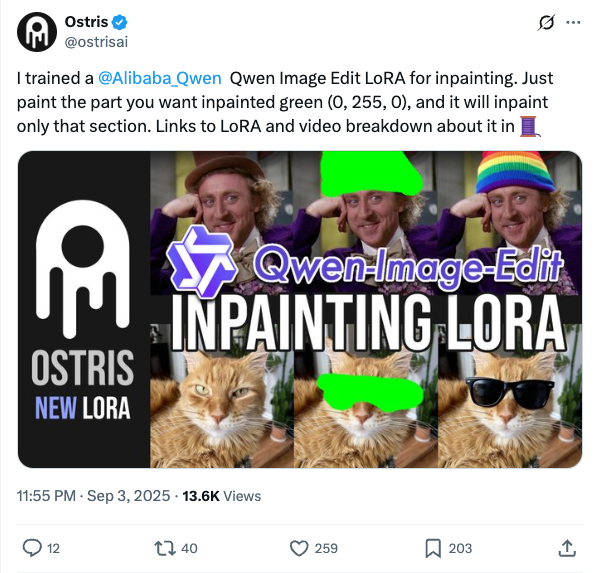 Ostris
@ostrisai
I trained a @Alibaba_Qwen Qwen Image Edit LoRA for inpainting. Just
paint the part you want inpainted green (0, 255, 0), and it will inpaint
only that section. Links to LoRA and video breakdown about it in 🧵
Qwen-Image-Edit
INPAINTING LORA
OSTRIS
NEW LORA
11:55 PM · Sep 3, 2025 · 13.6K Views
12 40 259 203